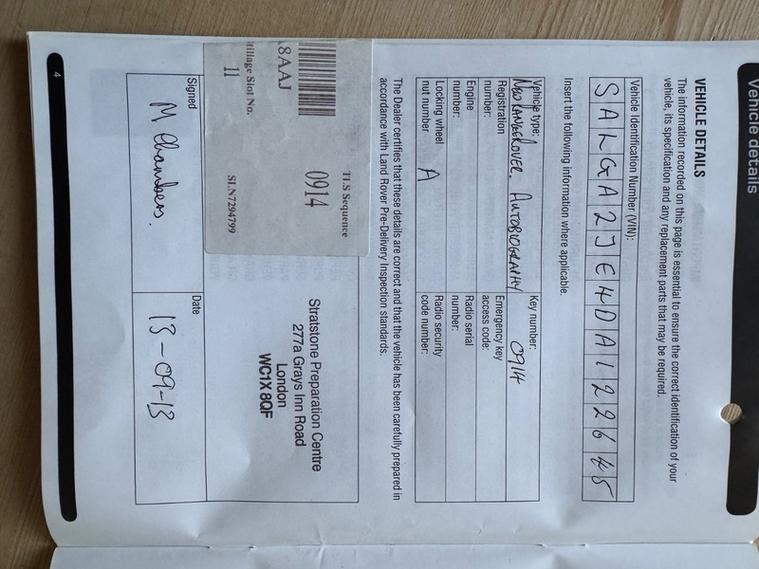 Vehicle details
VEHICLE DETAILS
The information recorded on this page is essential to ensure the correct identification of your
vehicle, its specification and any replacement parts that may be required.
Vehicle Identification Number (VIN):
SALGA2JEHDA122645
Insert the following information where applicable.
Vehicle type:
NEW RANGE ROVER, AUTOBIOGRAPHY
Key number:
0914
Registration
number:
Emergency key
access code:
Engine
number:
Radio serial
number:
Locking wheel
nut number A
Radio security
code number:
The Dealer certifies that these details are correct and that the vehicle has been carefully prepared in
accordance with Land Rover Pre-Delivery Inspection standards.
TLS Sequence
0914
A8AAJ
SLN7294799
Slot No.
11
Stratstone Preparation Centre
277a Grays Inn Road
London
WC1X 8QF
Signed
M Chambers.
Date
13-09-13
4